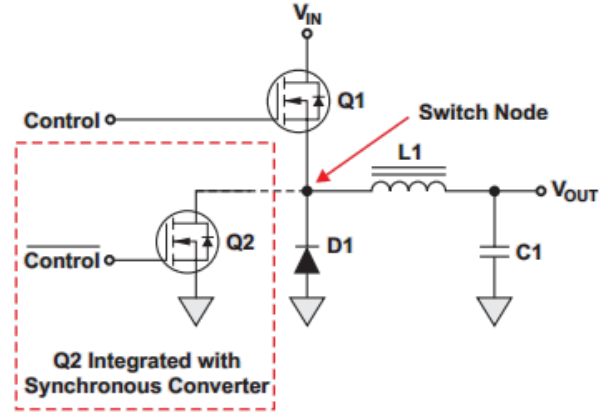 VIN
Q1
Control
Switch Node
L1
VOUT
Q2
D1
C1
Control
Q2 Integrated with
Synchronous Converter